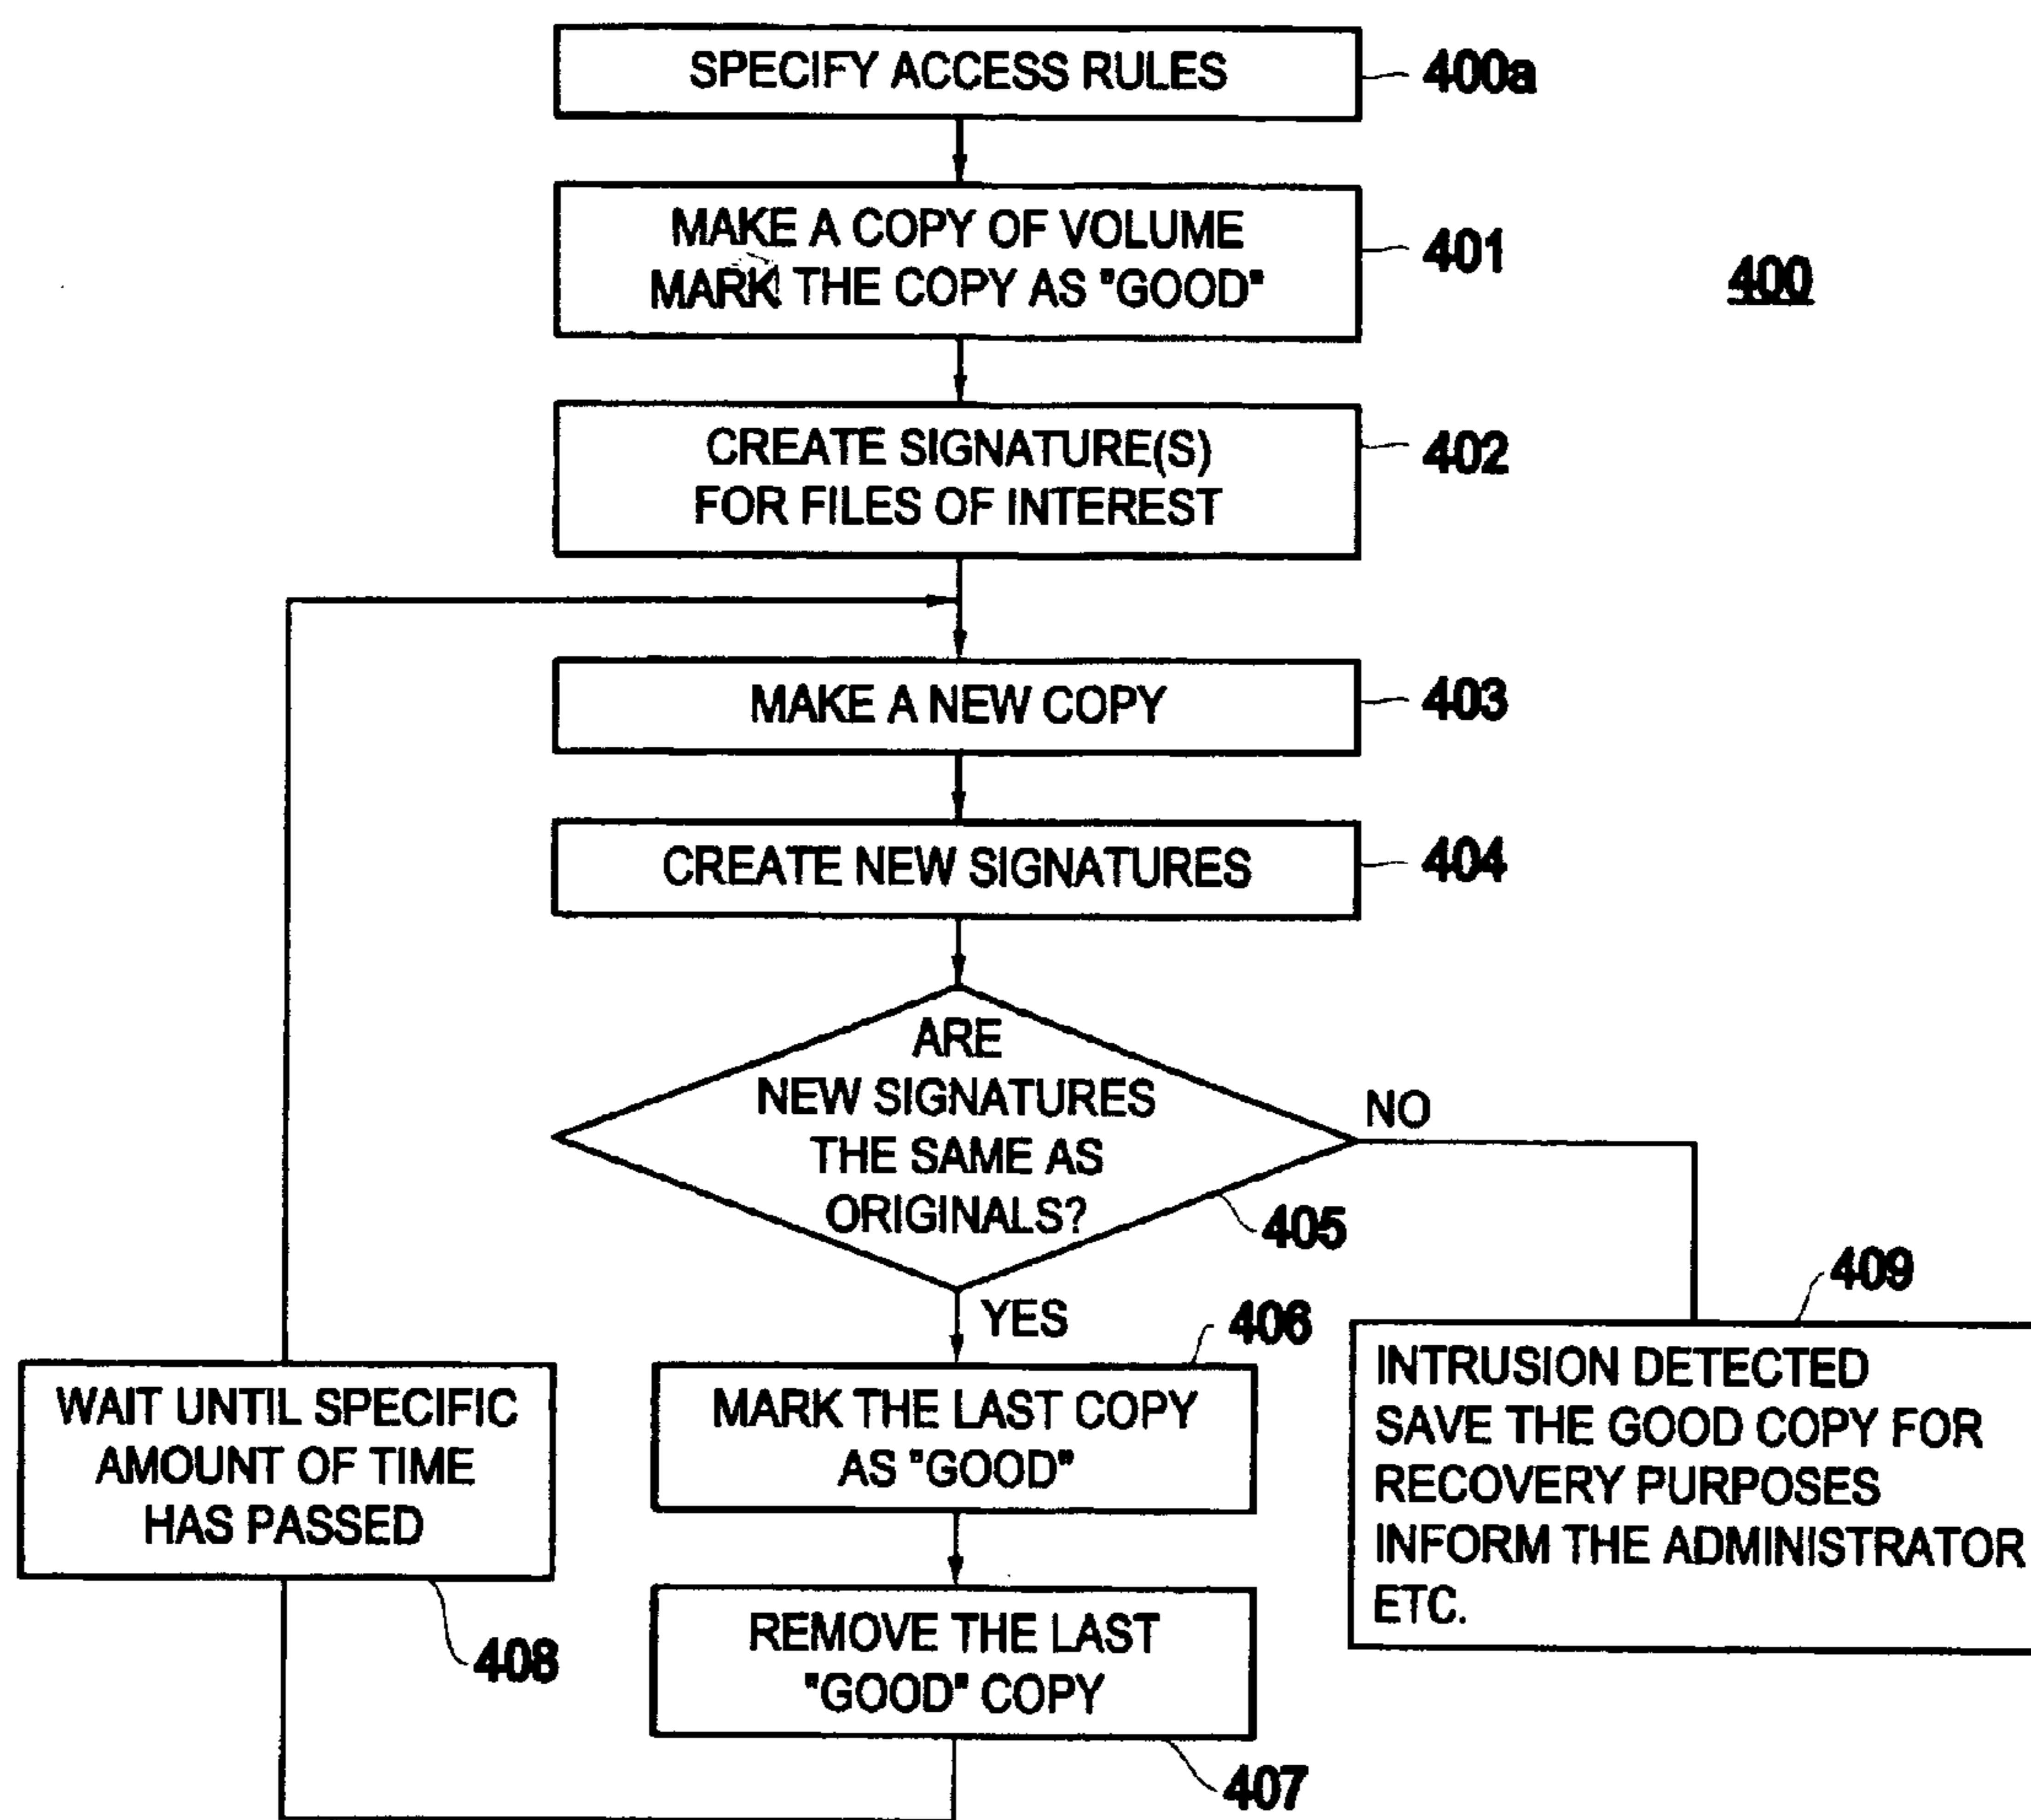 SPECIFY ACCESS RULES
400a
MAKE A COPY OF VOLUME
MARK THE COPY AS "GOOD"
401
400
CREATE SIGNATURE(S)
FOR FILES OF INTEREST
402
MAKE A NEW COPY
403
CREATE NEW SIGNATURES
404
ARE
NEW SIGNATURES
THE SAME AS
ORIGINALS?
405
NO
YES
WAIT UNTIL SPECIFIC
AMOUNT OF TIME
HAS PASSED
408
MARK THE LAST COPY
AS "GOOD"
406
REMOVE THE LAST
"GOOD" COPY
407
409
INTRUSION DETECTED
SAVE THE GOOD COPY FOR
RECOVERY PURPOSES
INFORM THE ADMINISTRATOR
ETC.